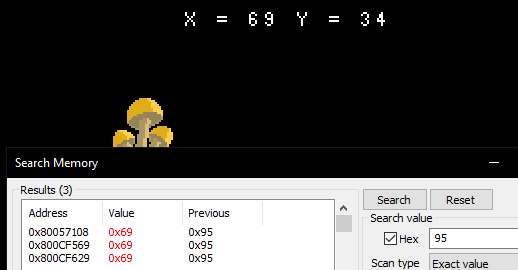 X = 69 Y = 34
Search Memory
Results (3)
Address Value Previous
0x80057108 0x69 0x95
0x800CF569 0x69 0x95
0x800CF629 0x69 0x95
Search Reset
Search value
Hex 95
Scan type Exact value